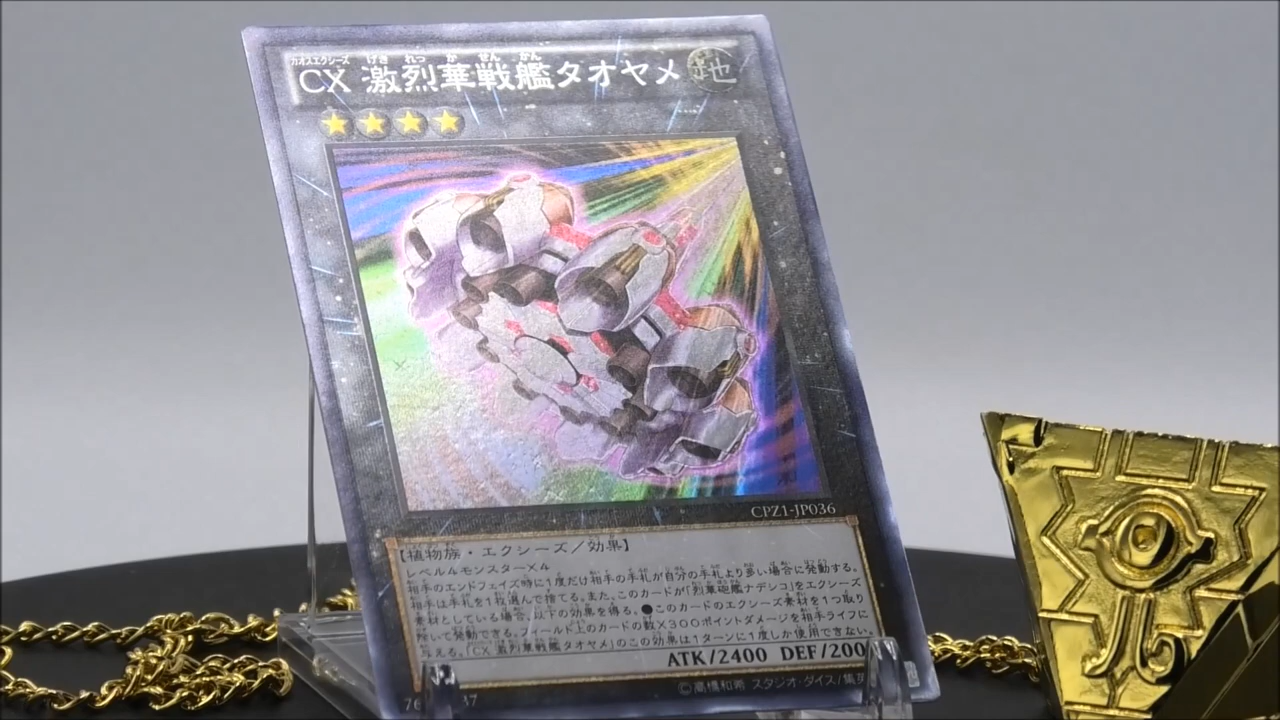 カオスエクシーズ げき れっ か せん かん
CX 激烈華戦艦タオヤメ 地
CPZ1-JP036
【植物族・エクシーズ/効果】
レベル4モンスター×4
相手のエンドフェイズ時に1度だけ相手の手札が自分の手札より多い場合に発動する。
相手は手札を1枚選んで捨てる。また、このカードが「烈華砲艦ナデシコ」をエクシーズ
素材としている場合、以下の効果を得る。●このカードのエクシーズ素材を1つ取り
除いて発動できる。フィールド上のカードの数×300ポイントダメージを相手ライフに
与える。「CX 激烈華戦艦タオヤメ」のこの効果は1ターンに1度しか使用できない。
ATK/2400 DEF/200
©高橋和希 スタジオ・ダイス/集英